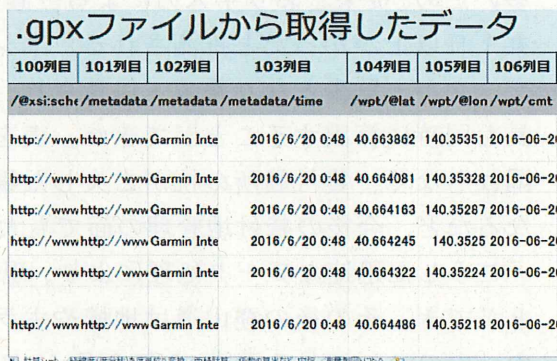 .gpxファイルから取得したデータ
100列目 101列目 102列目 103列目 104列目 105列目 106列目
/@xsi:sche /metadata /metadata /metadata/time /wpt/@lat /wpt/@lon /wpt/cmt
http://www http://www Garmin Inte 2016/6/20 0:48 40.663862 140.35351 2016-06-20
http://www http://www Garmin Inte 2016/6/20 0:48 40.664081 140.35328 2016-06-20
http://www http://www Garmin Inte 2016/6/20 0:48 40.664163 140.35287 2016-06-20
http://www http://www Garmin Inte 2016/6/20 0:48 40.664245 140.3525 2016-06-20
http://www http://www Garmin Inte 2016/6/20 0:48 40.664322 140.35224 2016-06-20
http://www http://www Garmin Inte 2016/6/20 0:48 40.664486 140.35218 2016-06-20